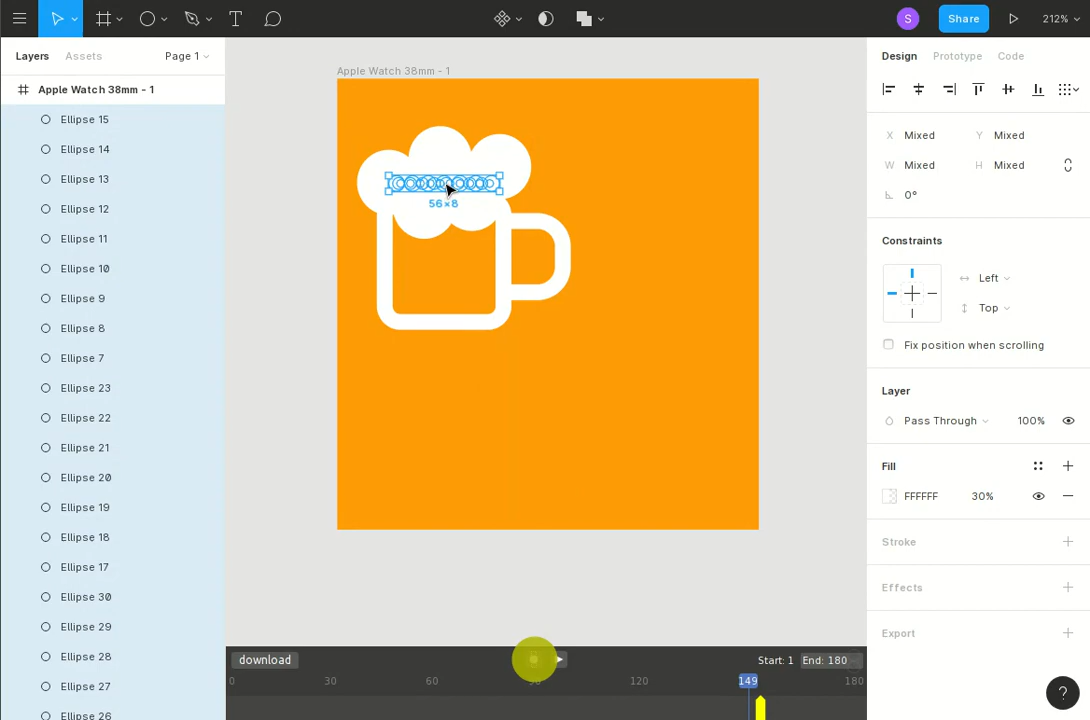 S Share 212%
Layers Assets Page 1
Apple Watch 38mm - 1
Ellipse 15
Ellipse 14
Ellipse 13
Ellipse 12
Ellipse 11
Ellipse 10
Ellipse 9
Ellipse 8
Ellipse 7
Ellipse 23
Ellipse 22
Ellipse 21
Ellipse 20
Ellipse 19
Ellipse 18
Ellipse 17
Ellipse 30
Ellipse 29
Ellipse 28
Ellipse 27
Ellipse 26
Apple Watch 38mm - 1
56×8
download
Start: 1 End: 180
0 30 60 90 120 149 180
Design Prototype Code
X Mixed Y Mixed
W Mixed H Mixed
0°
Constraints
Left
Top
Fix position when scrolling
Layer
Pass Through 100%
Fill
FFFFFF 30%
Stroke
Effects
Export
?